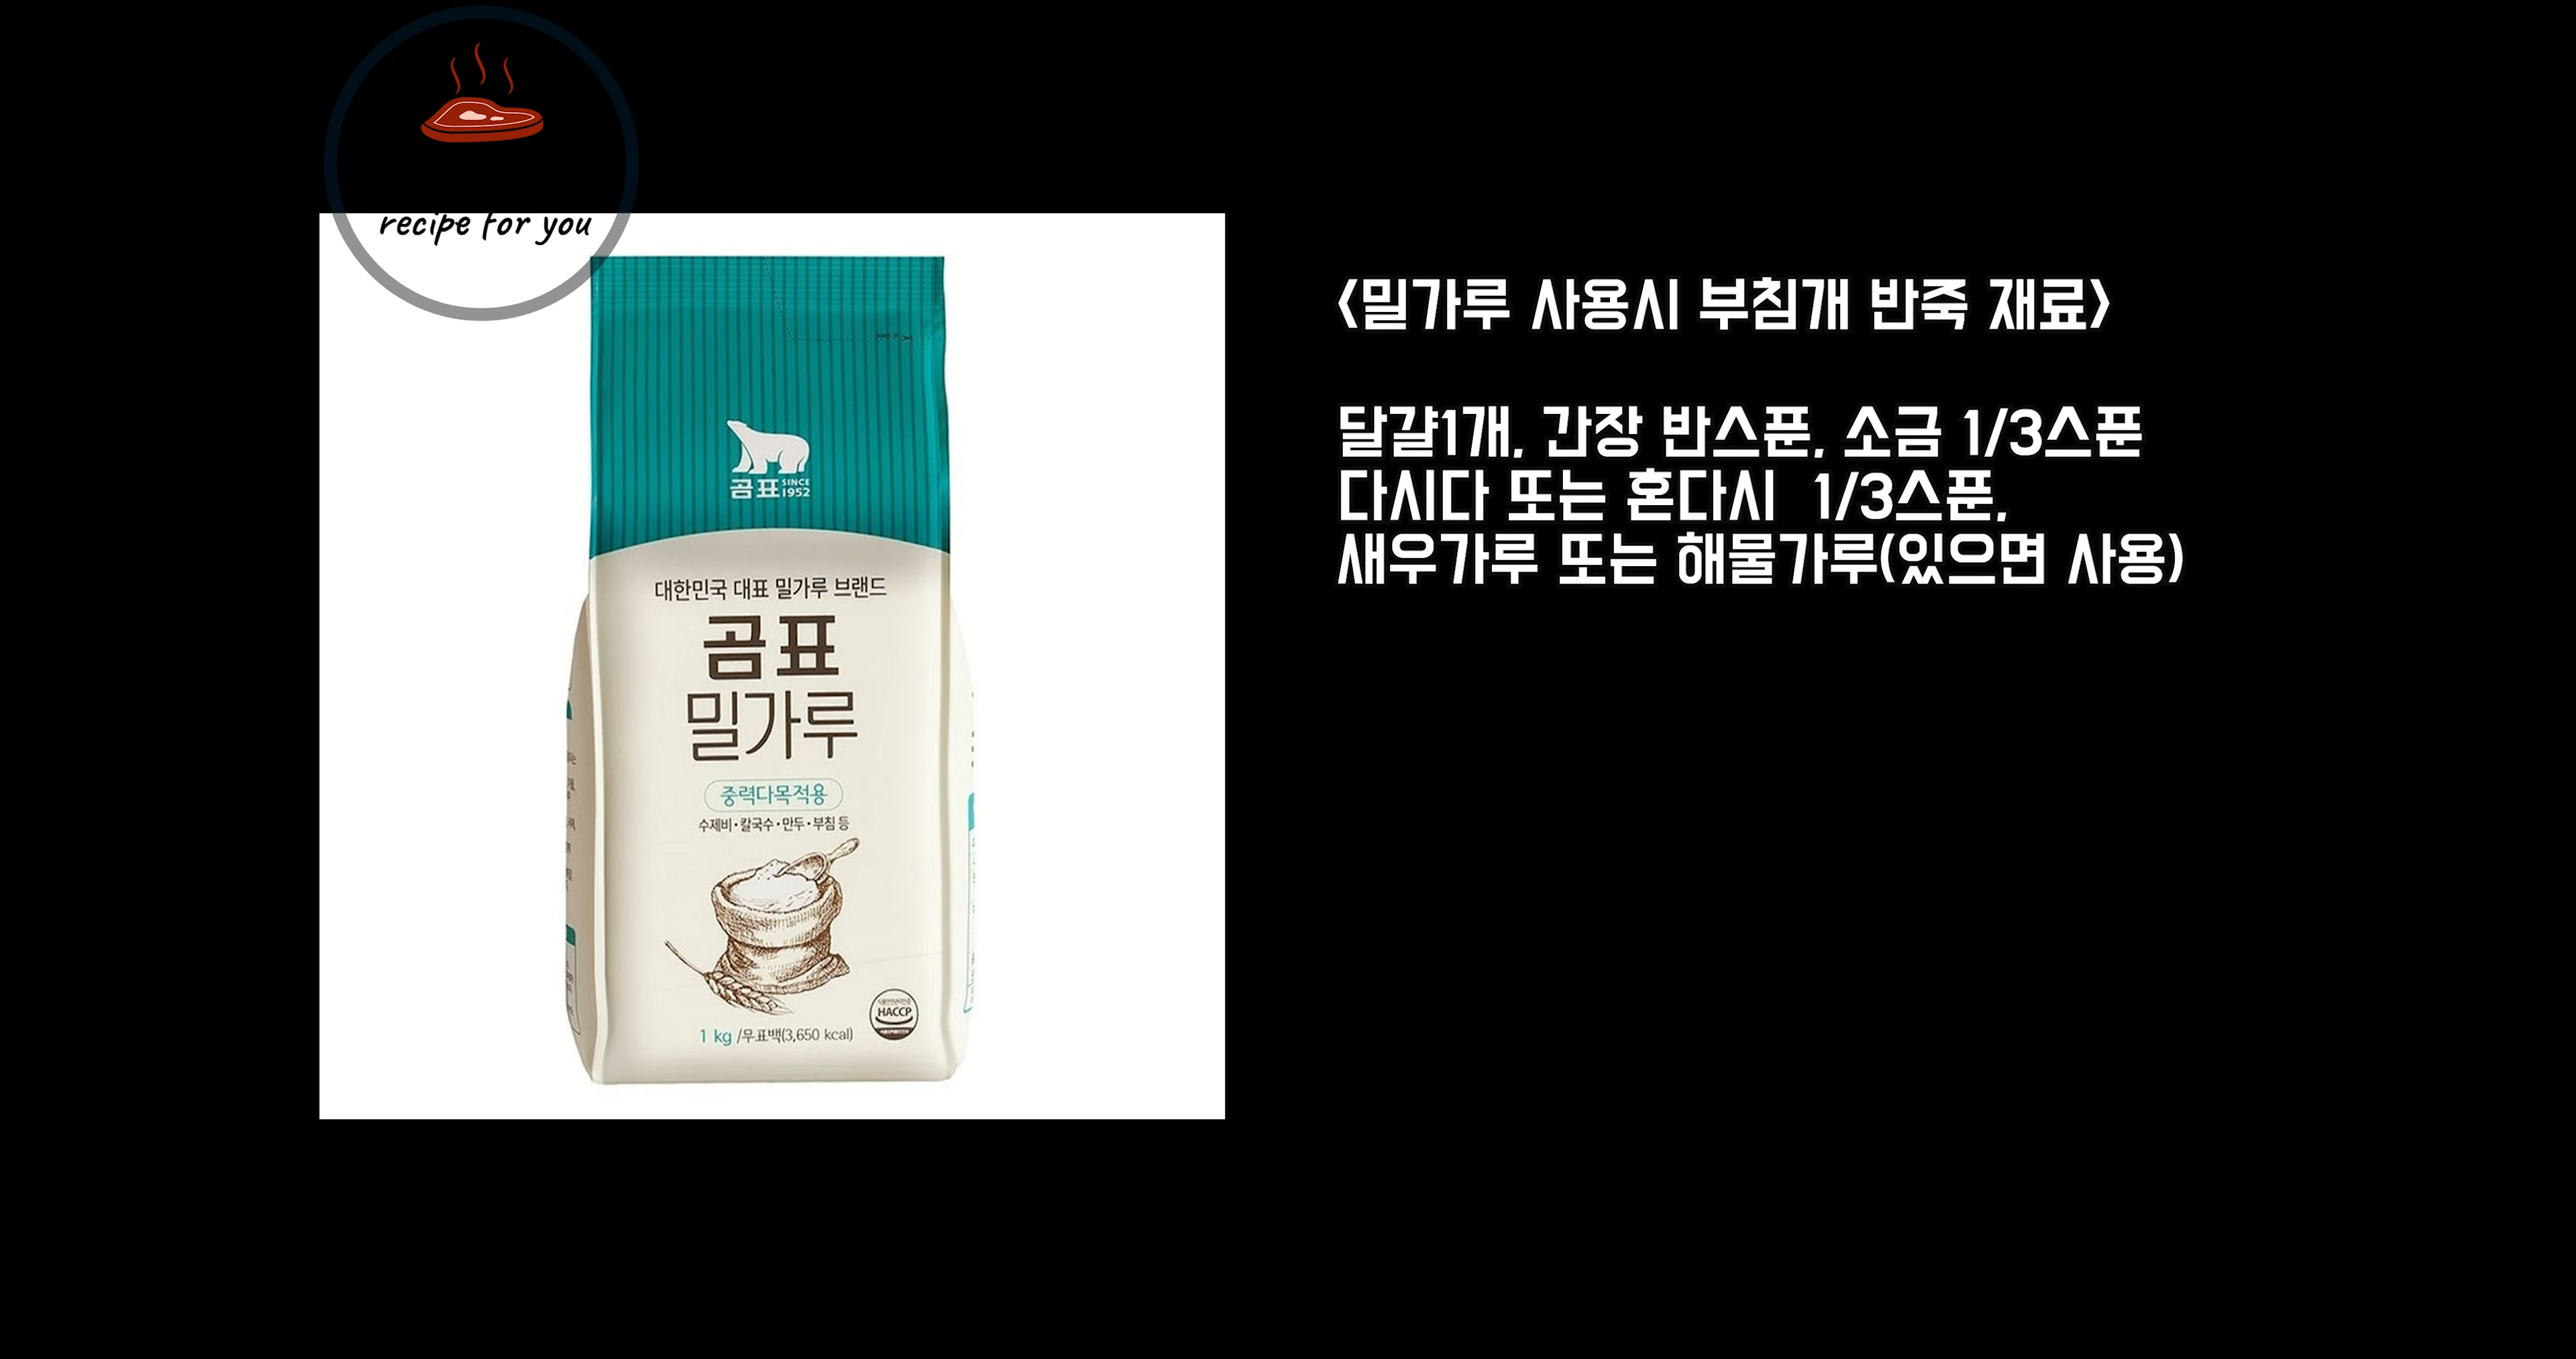 recipe for you
<밀가루 사용시 부침개 반죽 재료>
달걀1개, 간장 반스푼, 소금 1/3스푼
다시다 또는 혼다시 1/3스푼,
새우가루 또는 해물가루(있으면 사용)
곰표 SINCE 1952
대한민국 대표 밀가루 브랜드
곰표
밀가루
중력다목적용
수제비·칼국수·만두·부침 등
HACCP
1 kg /무표백(3,650 kcal)